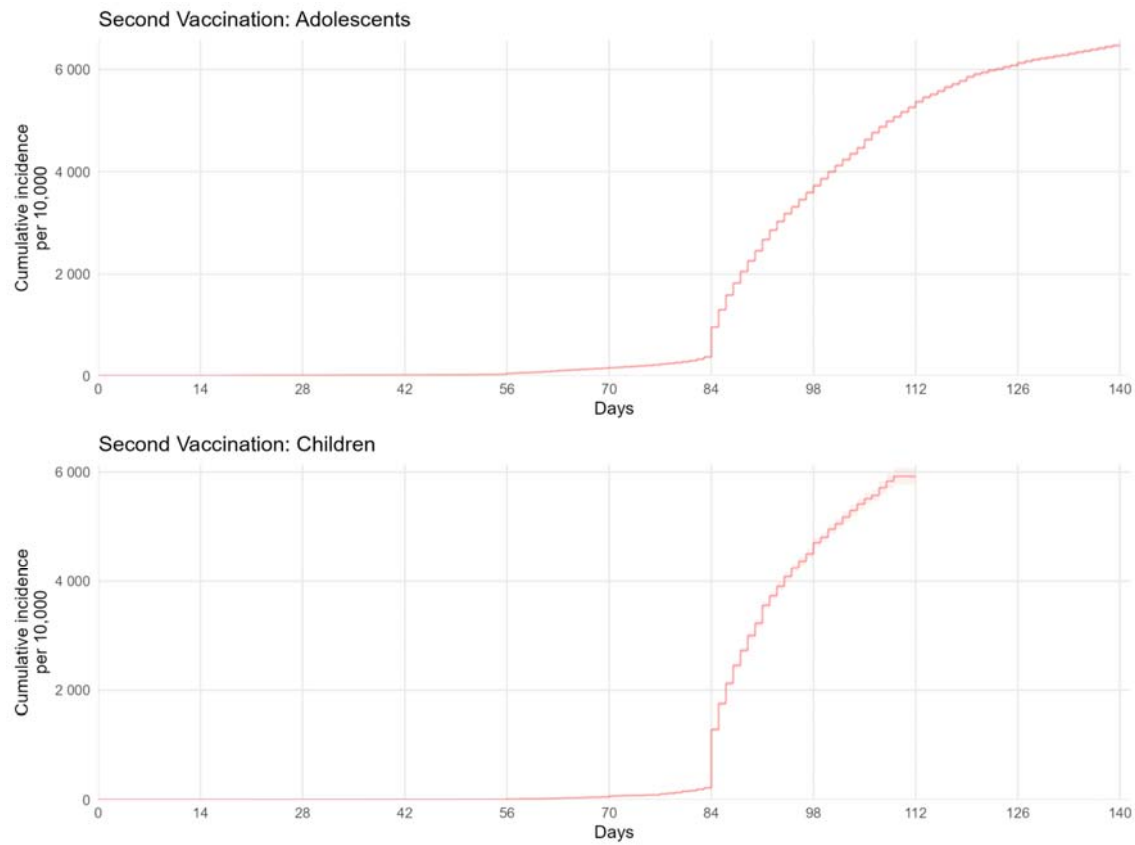 Second Vaccination: Adolescents
Cumulative incidence
per 10,000
6 000
4 000
2 000
0
0 14 28 42 56 70 84 98 112 126 140
Days
Second Vaccination: Children
Cumulative incidence
per 10,000
6 000
4 000
2 000
0
0 14 28 42 56 70 84 98 112 126 140
Days